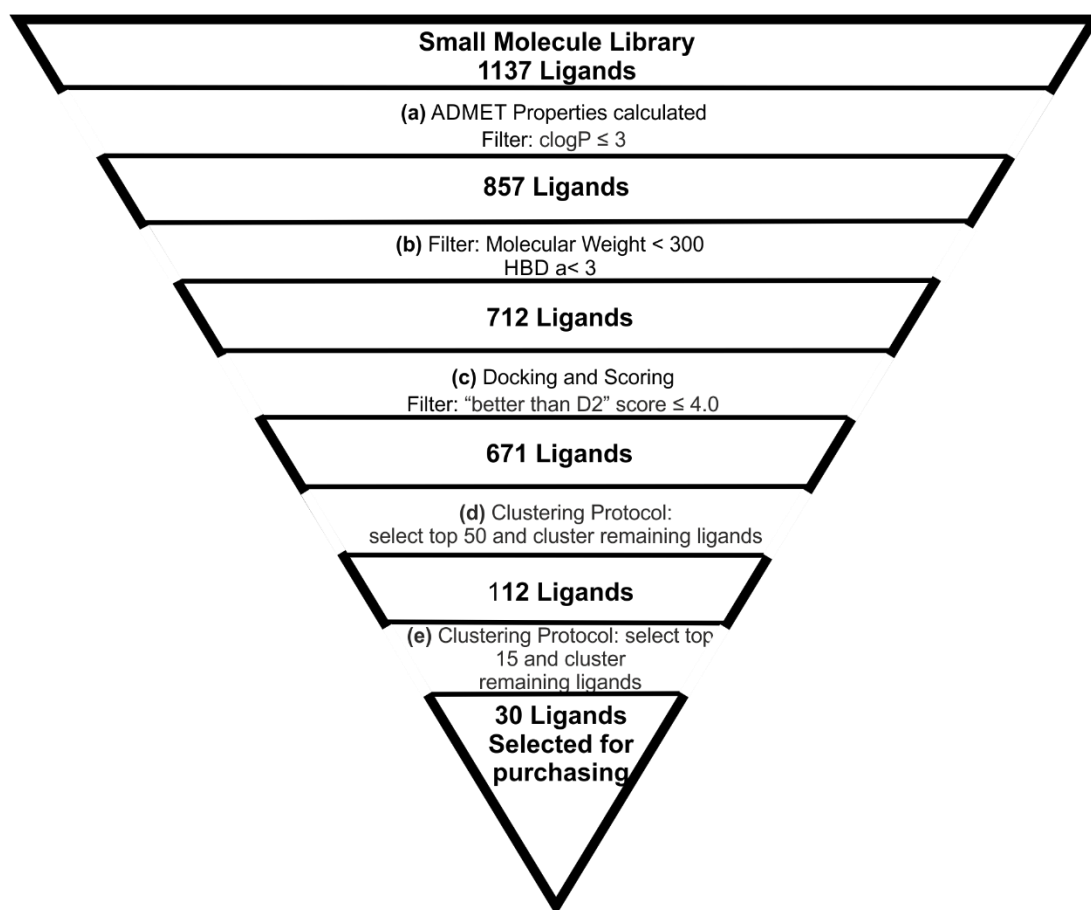 Small Molecule Library
1137 Ligands
(a) ADMET Properties calculated
Filter: clogP ≤ 3
857 Ligands
(b) Filter: Molecular Weight < 300
HBD a< 3
712 Ligands
(c) Docking and Scoring
Filter: “better than D2” score ≤ 4.0
671 Ligands
(d) Clustering Protocol:
select top 50 and cluster remaining ligands
112 Ligands
(e) Clustering Protocol: select top
15 and cluster
remaining ligands
30 Ligands
Selected for
purchasing